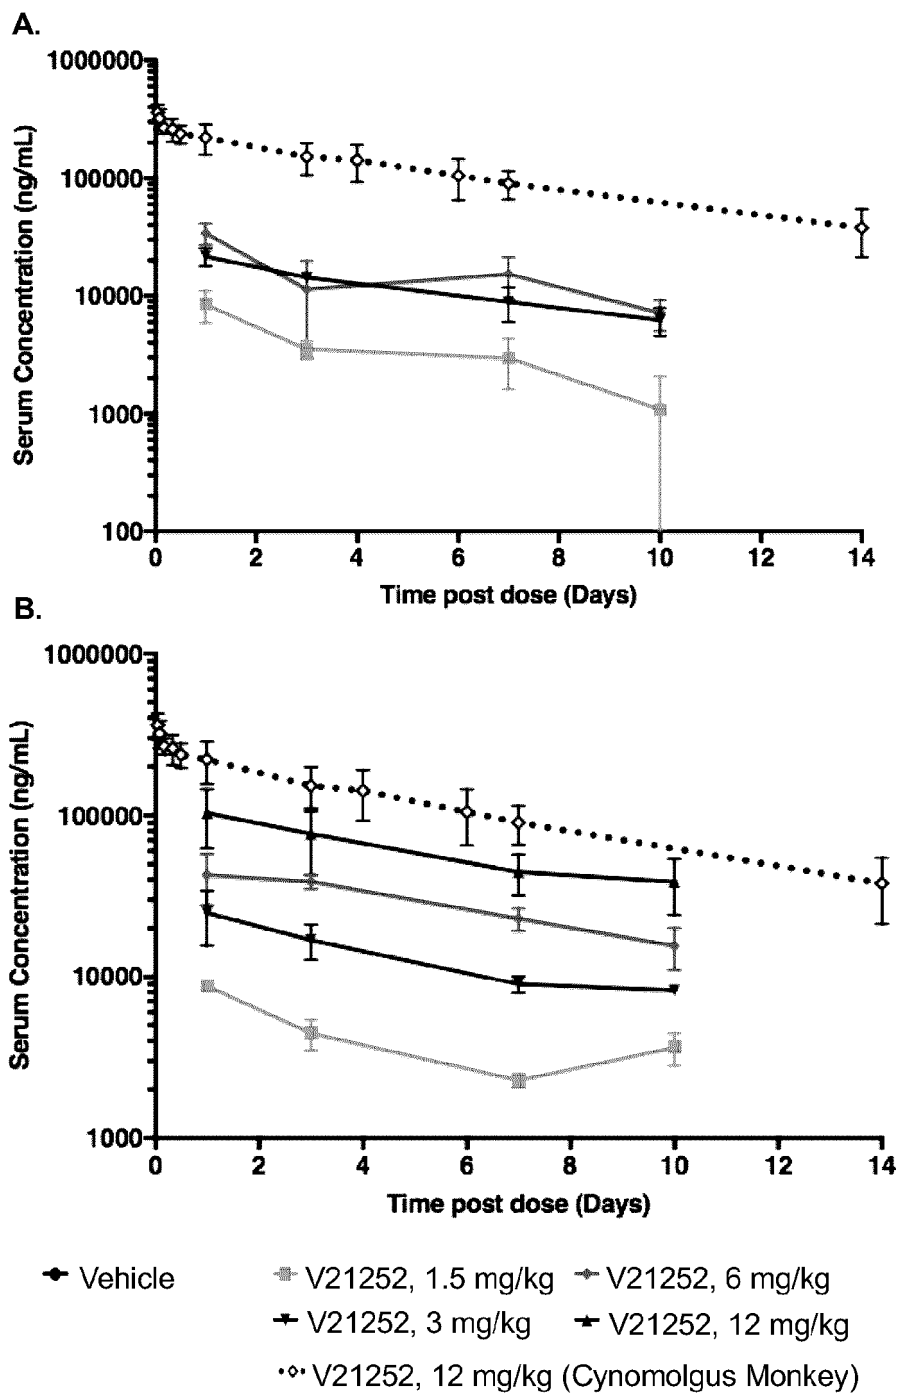 A.
1000000
100000
10000
1000
100
Serum Concentration (ng/mL)
0 2 4 6 8 10 12 14
Time post dose (Days)
B.
1000000
100000
10000
1000
Serum Concentration (ng/mL)
0 2 4 6 8 10 12 14
Time post dose (Days)
Vehicle V21252, 1.5 mg/kg V21252, 6 mg/kg
V21252, 3 mg/kg V21252, 12 mg/kg
V21252, 12 mg/kg (Cynomolgus Monkey)